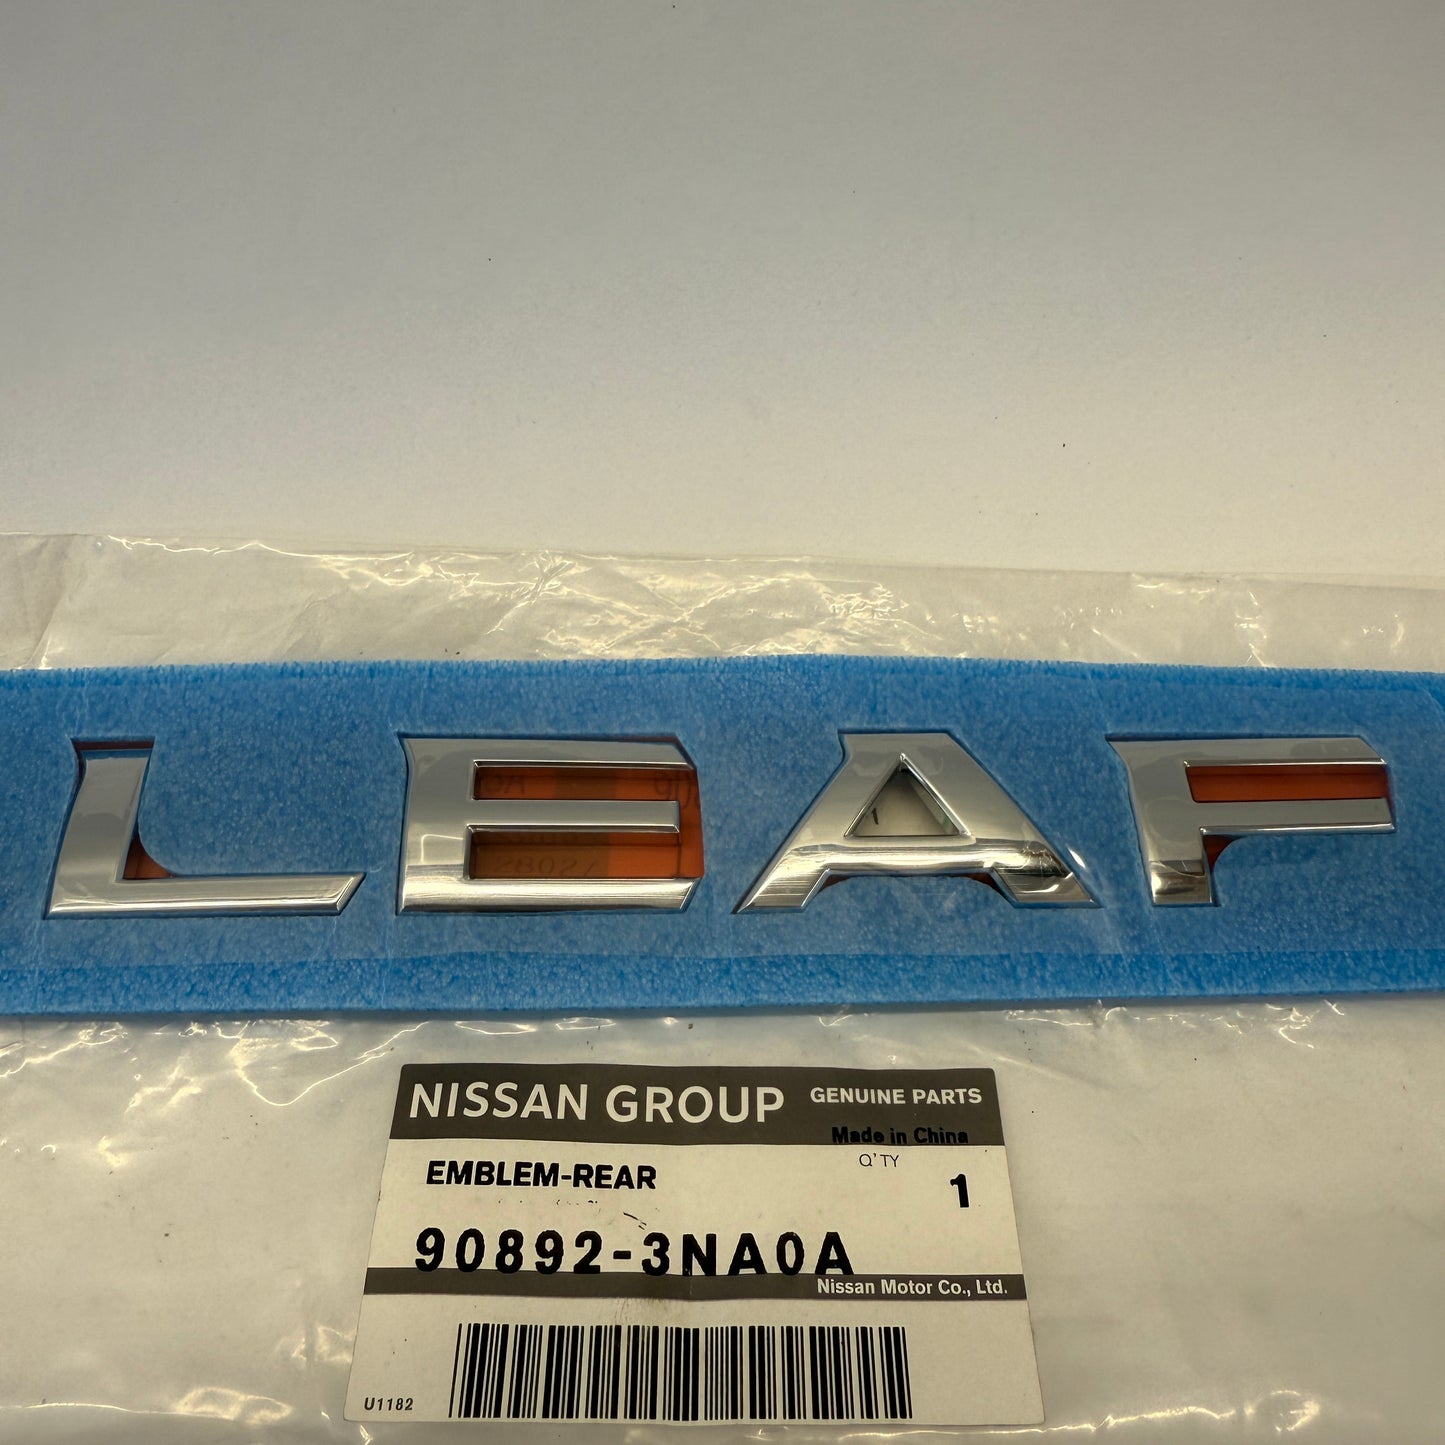 LEAF
NISSAN GROUP GENUINE PARTS
Made in China
Q'TY
EMBLEM-REAR
1
90892-3NA0A
Nissan Motor Co., Ltd.
U1182